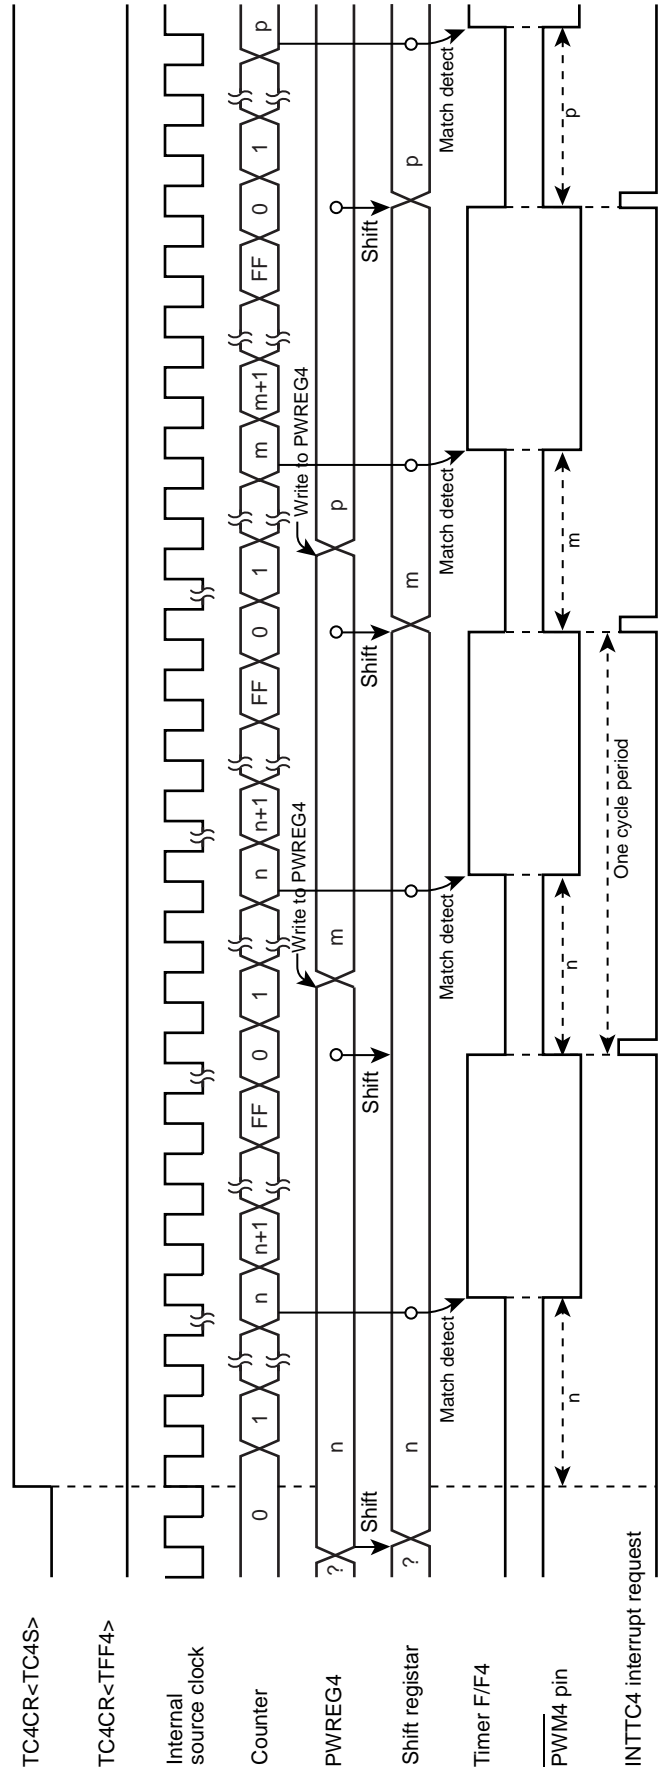 TC4CR<TC4S>
TC4CR<TFF4>
Internal
source clock
Counter 0 1 n n+1 FF 0 1 n n+1 FF 0 1 m m+1 FF 0 1 p
Write to PWREG4 Write to PWREG4
PWREG4 ? n m p
Shift Shift Shift Shift
Shift registar ? n m p
Match detect Match detect Match detect Match detect
Timer F/F4
PWM4 pin
n n m p
One cycle period
INTTC4 interrupt request